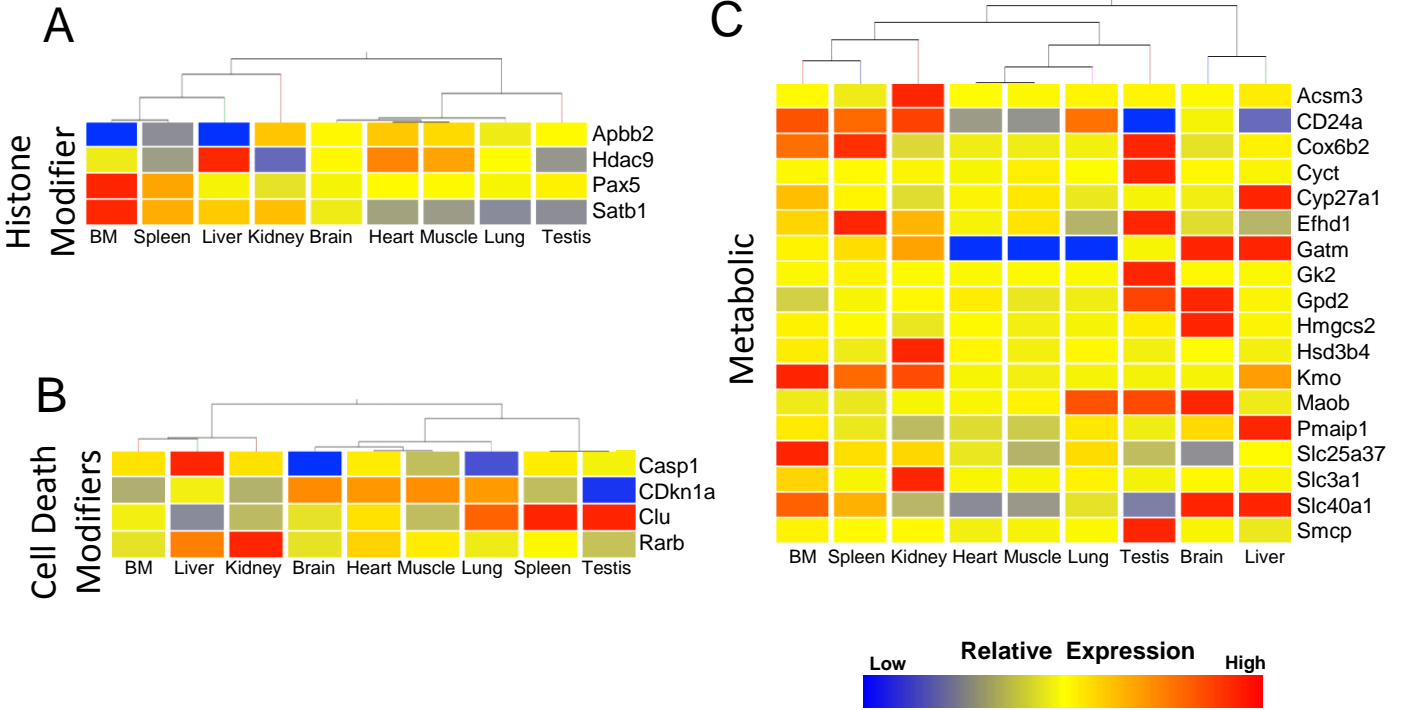 A
Histone
Modifier
Apbb2
Hdac9
Pax5
Satb1
BM Spleen Liver Kidney Brain Heart Muscle Lung Testis
B
Cell Death
Modifiers
Casp1
CDkn1a
Clu
Rarb
BM Liver Kidney Brain Heart Muscle Lung Spleen Testis
C
Metabolic
Acsm3
CD24a
Cox6b2
Cyct
Cyp27a1
Efhd1
Gatm
Gk2
Gpd2
Hmgcs2
Hsd3b4
Kmo
Maob
Pmaip1
Slc25a37
Slc3a1
Slc40a1
Smcp
BM Spleen Kidney Heart Muscle Lung Testis Brain Liver
Relative Expression
Low High